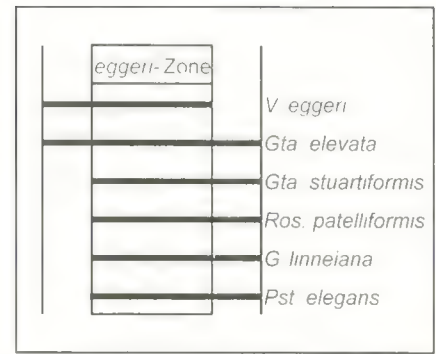 eggeri-Zone
V eggeri
Gta elevata
Gta stuartiformis
Ros. patelliformis
G linneiana
Pst elegans